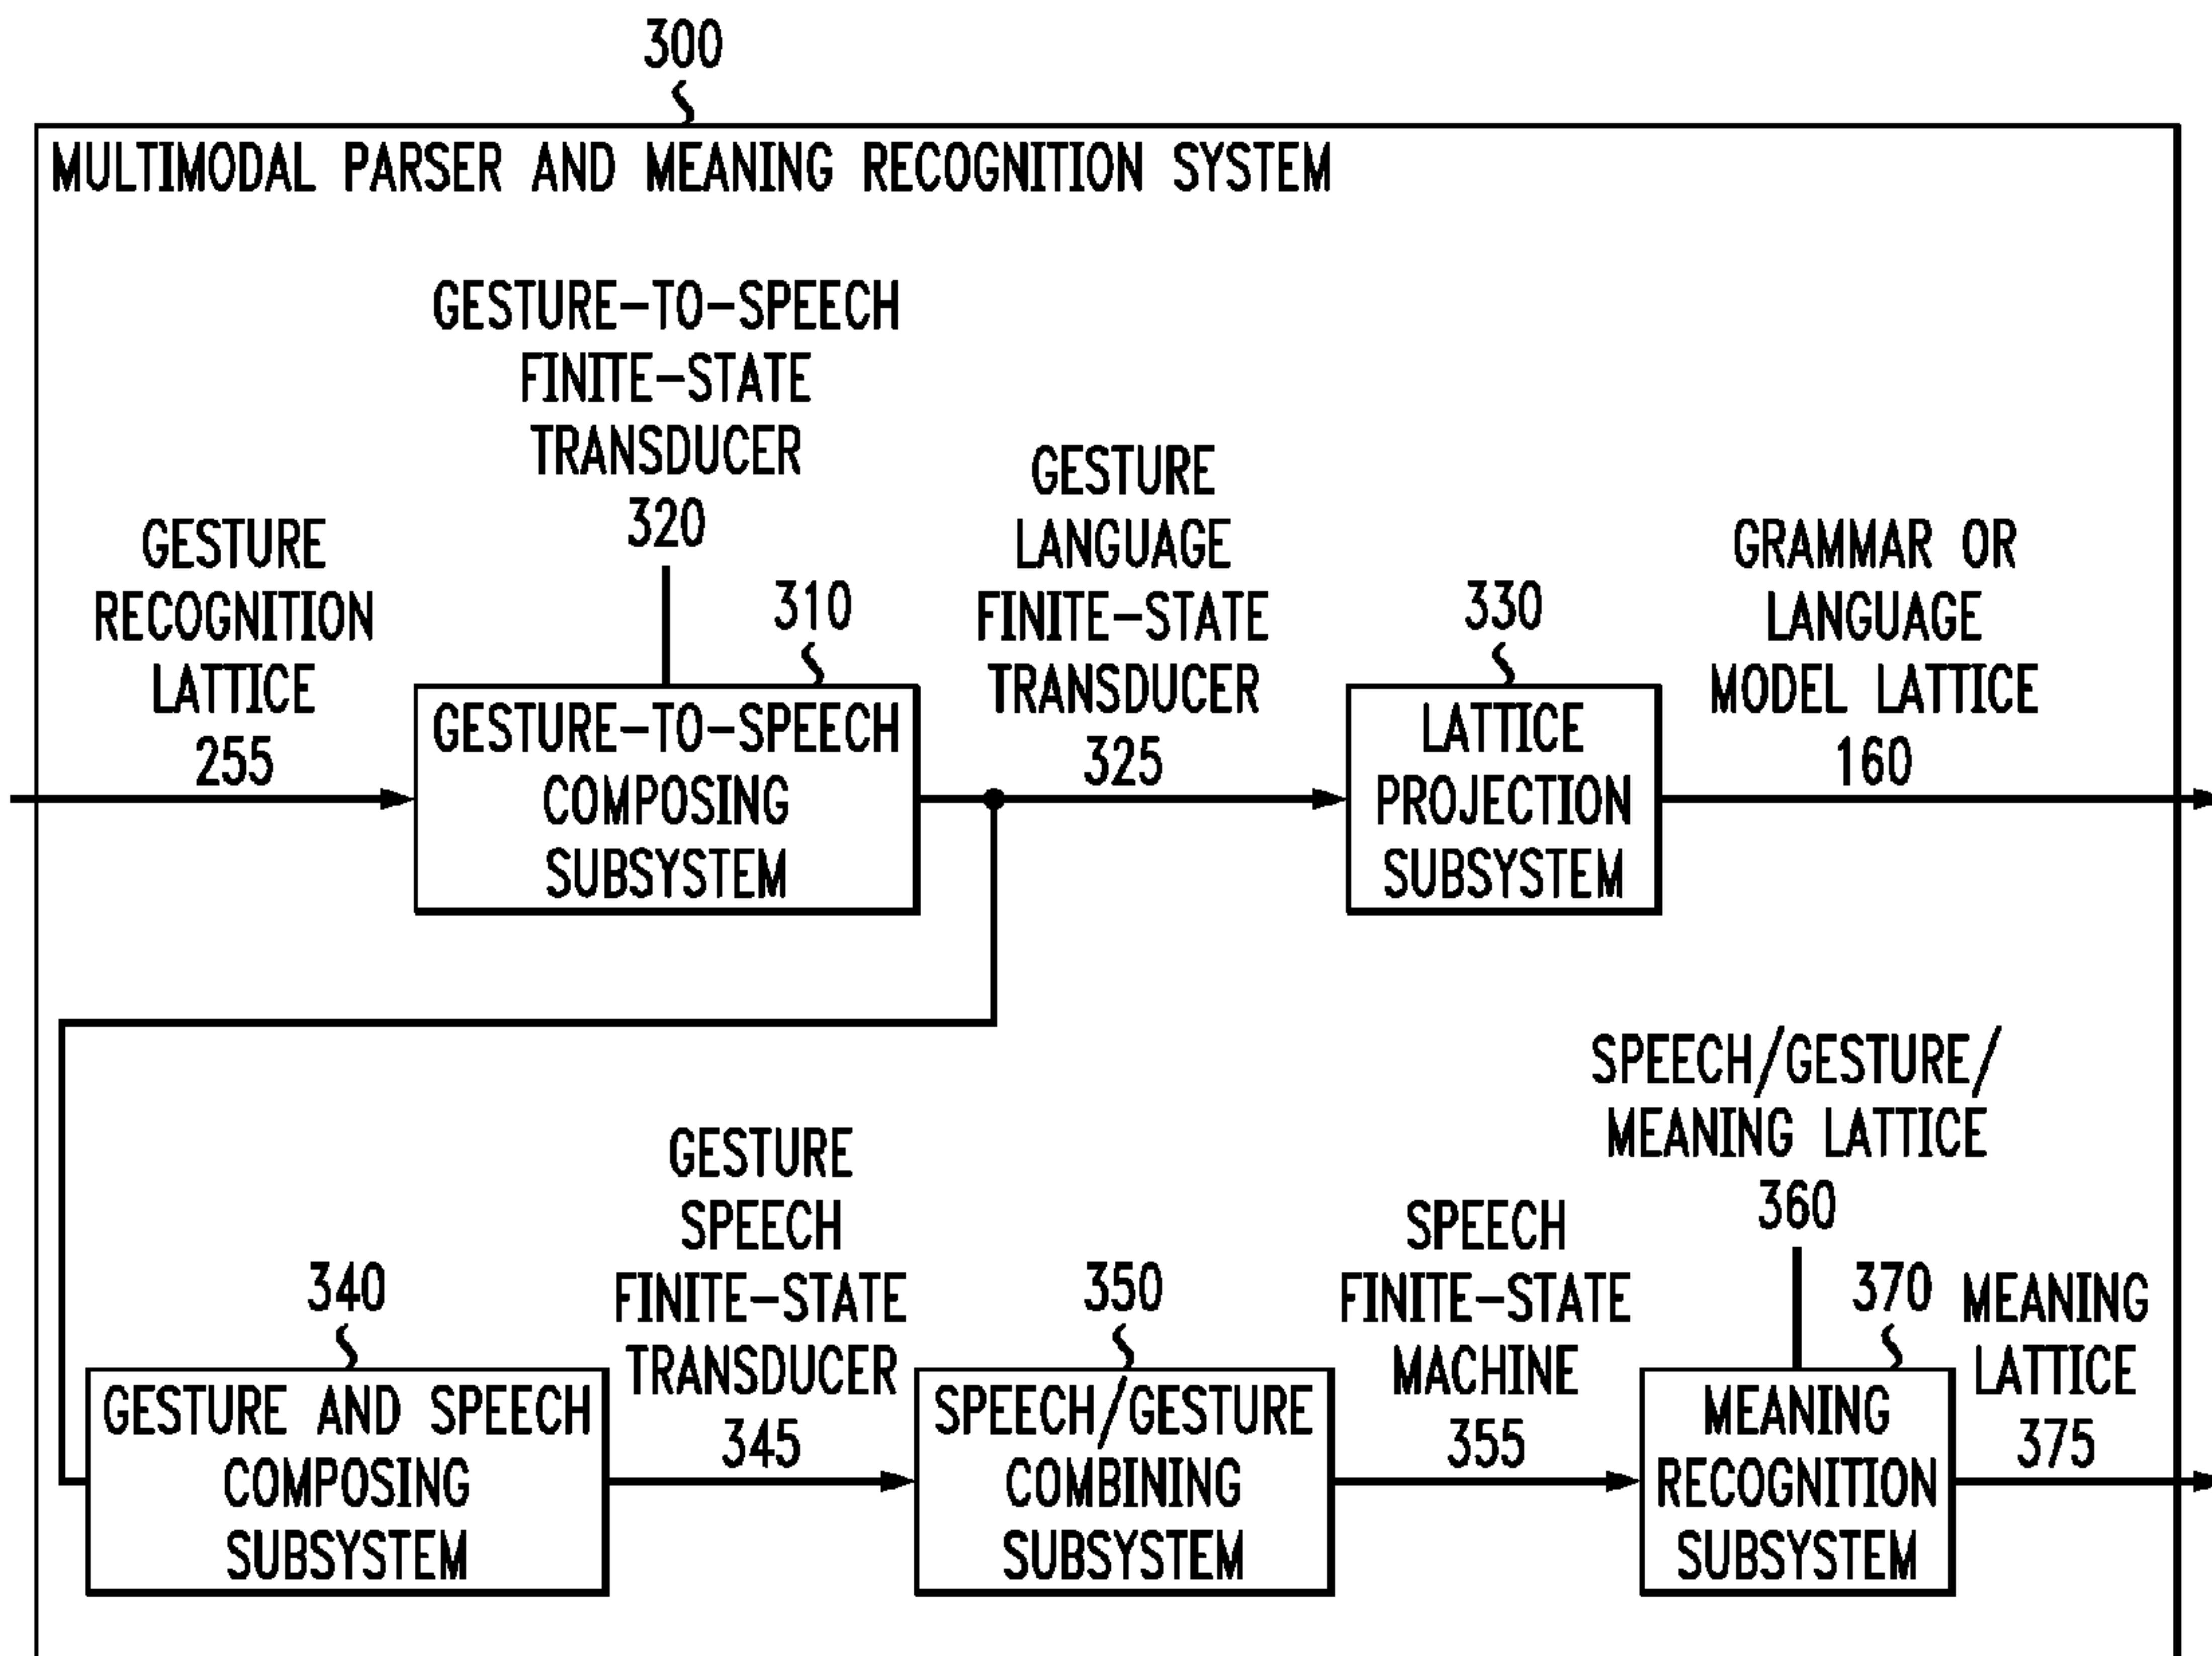 300
MULTIMODAL PARSER AND MEANING RECOGNITION SYSTEM
GESTURE-TO-SPEECH
FINITE-STATE
TRANSDUCER
320
GESTURE
RECOGNITION
LATTICE
255
310
GESTURE-TO-SPEECH
COMPOSING
SUBSYSTEM
GESTURE
LANGUAGE
FINITE-STATE
TRANSDUCER
325
330
LATTICE
PROJECTION
SUBSYSTEM
GRAMMAR OR
LANGUAGE
MODEL LATTICE
160
340
GESTURE AND SPEECH
COMPOSING
SUBSYSTEM
GESTURE
SPEECH
FINITE-STATE
TRANSDUCER
345
350
SPEECH/GESTURE
COMBINING
SUBSYSTEM
SPEECH
FINITE-STATE
MACHINE
355
SPEECH/GESTURE/
MEANING LATTICE
360
370
MEANING
RECOGNITION
SUBSYSTEM
MEANING
LATTICE
375